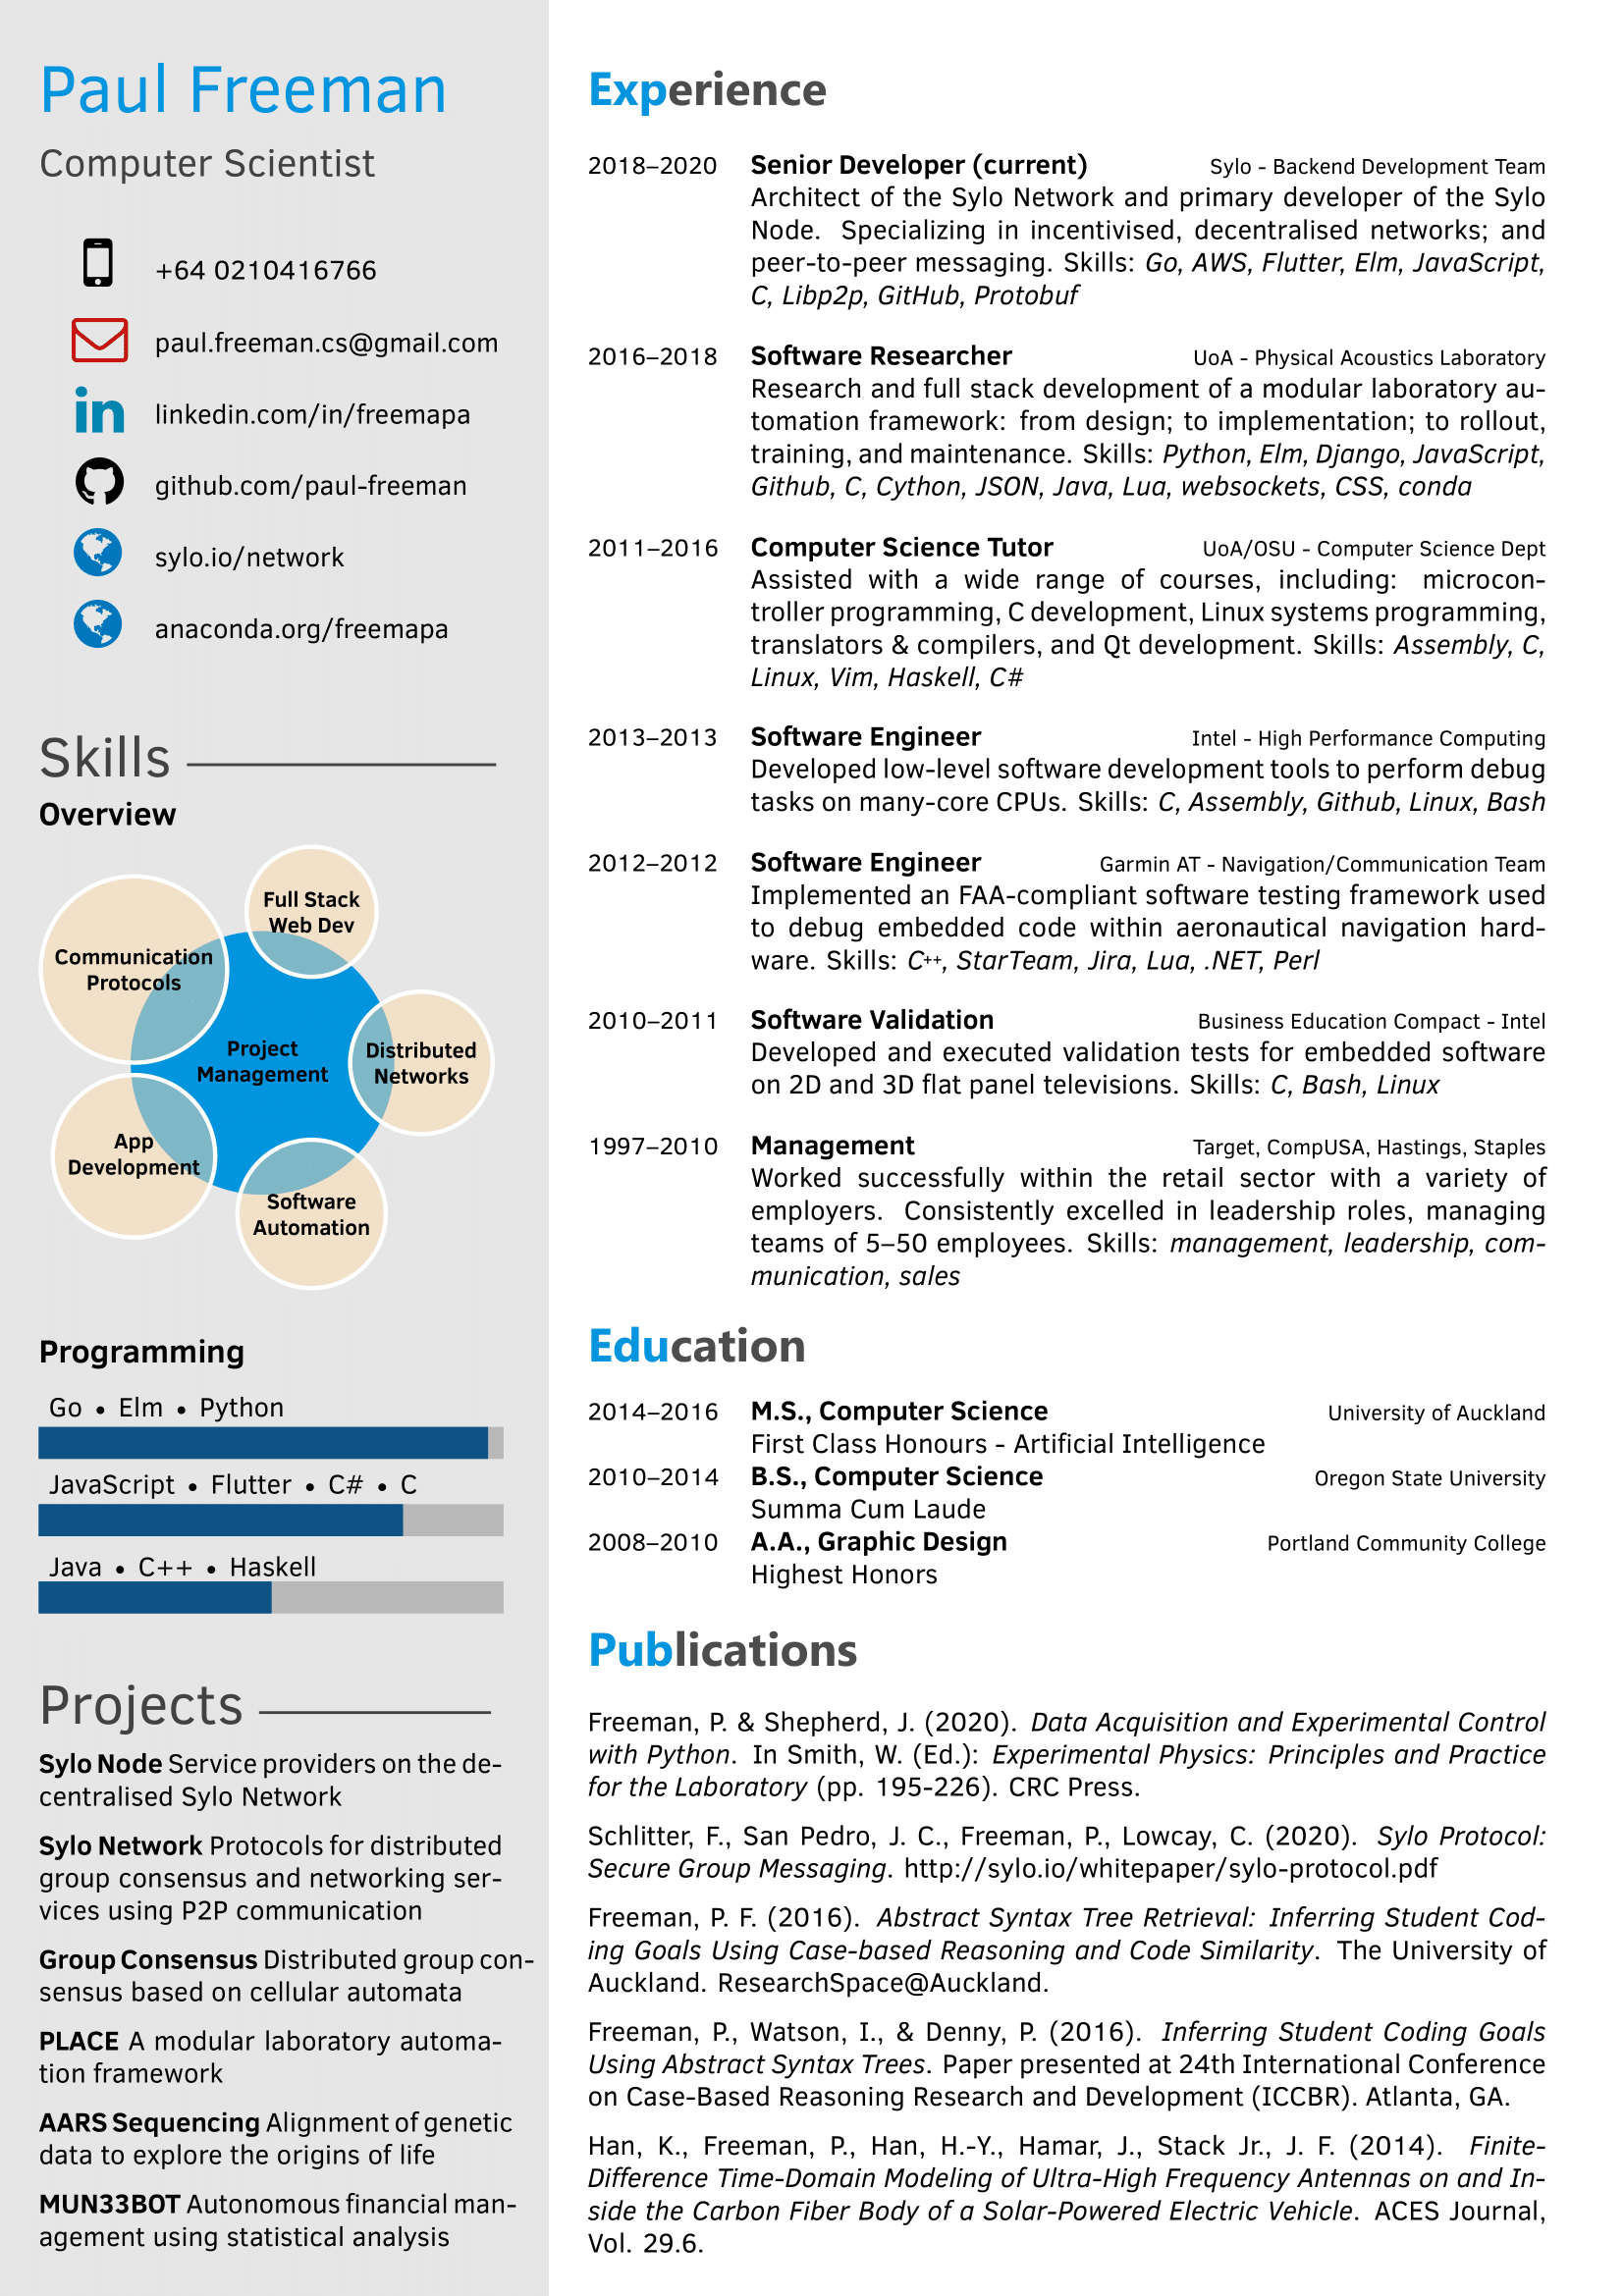 Paul Freeman
Computer Scientist
+64 0210416766
paul.freeman.cs@gmail.com
linkedin.com/in/freemapa
github.com/paul-freeman
sylo.io/network
anaconda.org/freemapa
Skills
Overview
Full Stack
Web Dev
Communication
Protocols
Project
Management
Distributed
Networks
App
Development
Software
Automation
Programming
Go • Elm • Python
JavaScript • Flutter • C# • C
Java • C++ • Haskell
Projects
Sylo Node Service providers on the de-
centralised Sylo Network
Sylo Network Protocols for distributed
group consensus and networking ser-
vices using P2P communication
Group Consensus Distributed group con-
sensus based on cellular automata
PLACE A modular laboratory automa-
tion framework
AARS Sequencing Alignment of genetic
data to explore the origins of life
MUN33BOT Autonomous financial man-
agement using statistical analysis
Experience
2018–2020 Senior Developer (current) Sylo - Backend Development Team
Architect of the Sylo Network and primary developer of the Sylo
Node. Specializing in incentivised, decentralised networks; and
peer-to-peer messaging. Skills: Go, AWS, Flutter, Elm, JavaScript,
C, Libp2p, GitHub, Protobuf
2016–2018 Software Researcher UoA - Physical Acoustics Laboratory
Research and full stack development of a modular laboratory au-
tomation framework: from design; to implementation; to rollout,
training, and maintenance. Skills: Python, Elm, Django, JavaScript,
Github, C, Cython, JSON, Java, Lua, websockets, CSS, conda
2011–2016 Computer Science Tutor UoA/OSU - Computer Science Dept
Assisted with a wide range of courses, including: microcon-
troller programming, C development, Linux systems programming,
translators & compilers, and Qt development. Skills: Assembly, C,
Linux, Vim, Haskell, C#
2013–2013 Software Engineer Intel - High Performance Computing
Developed low-level software development tools to perform debug
tasks on many-core CPUs. Skills: C, Assembly, Github, Linux, Bash
2012–2012 Software Engineer Garmin AT - Navigation/Communication Team
Implemented an FAA-compliant software testing framework used
to debug embedded code within aeronautical navigation hard-
ware. Skills: C++, StarTeam, Jira, Lua, .NET, Perl
2010–2011 Software Validation Business Education Compact - Intel
Developed and executed validation tests for embedded software
on 2D and 3D flat panel televisions. Skills: C, Bash, Linux
1997–2010 Management Target, CompUSA, Hastings, Staples
Worked successfully within the retail sector with a variety of
employers. Consistently excelled in leadership roles, managing
teams of 5–50 employees. Skills: management, leadership, com-
munication, sales
Education
2014–2016 M.S., Computer Science University of Auckland
First Class Honours - Artificial Intelligence
2010–2014 B.S., Computer Science Oregon State University
Summa Cum Laude
2008–2010 A.A., Graphic Design Portland Community College
Highest Honors
Publications
Freeman, P. & Shepherd, J. (2020). Data Acquisition and Experimental Control
with Python. In Smith, W. (Ed.): Experimental Physics: Principles and Practice
for the Laboratory (pp. 195-226). CRC Press.
Schlitter, F., San Pedro, J. C., Freeman, P., Lowcay, C. (2020). Sylo Protocol:
Secure Group Messaging. http://sylo.io/whitepaper/sylo-protocol.pdf
Freeman, P. F. (2016). Abstract Syntax Tree Retrieval: Inferring Student Cod-
ing Goals Using Case-based Reasoning and Code Similarity. The University of
Auckland. ResearchSpace@Auckland.
Freeman, P., Watson, I., & Denny, P. (2016). Inferring Student Coding Goals
Using Abstract Syntax Trees. Paper presented at 24th International Conference
on Case-Based Reasoning Research and Development (ICCBR). Atlanta, GA.
Han, K., Freeman, P., Han, H.-Y., Hamar, J., Stack Jr., J. F. (2014). Finite-
Difference Time-Domain Modeling of Ultra-High Frequency Antennas on and In-
side the Carbon Fiber Body of a Solar-Powered Electric Vehicle. ACES Journal,
Vol. 29.6.